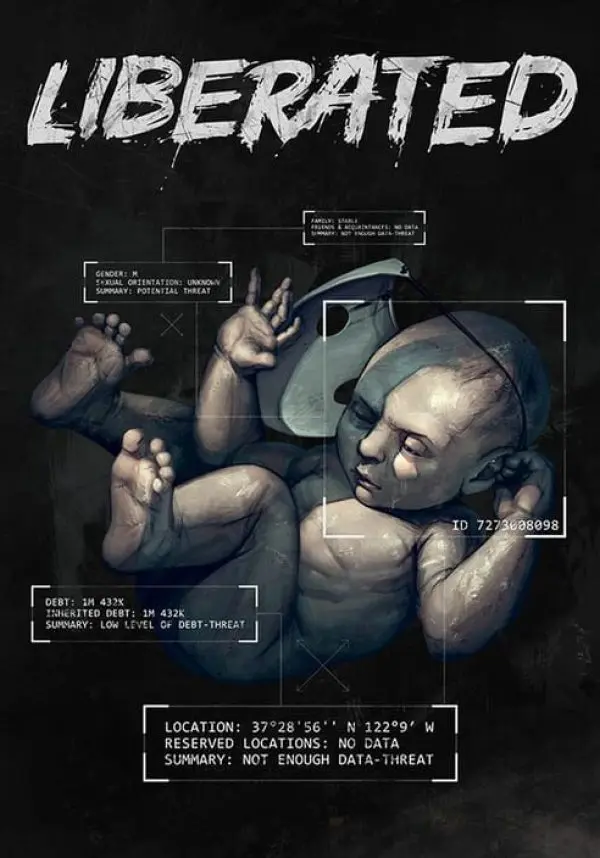 LIBERATED
FAMILY: STABLE
FRIENDS & ACQUAINTANCES: NO DATA
SUMMARY: NOT ENOUGH DATA-THREAT
GENDER: M
SEXUAL ORIENTATION: UNKNOWN
SUMMARY: POTENTIAL THREAT
ID 7273608098
DEBT: 1M 432K
INHERITED DEBT: 1M 432K
SUMMARY: LOW LEVEL OF DEBT-THREAT
LOCATION: 37°28'56'' N 122°9' W
RESERVED LOCATIONS: NO DATA
SUMMARY: NOT ENOUGH DATA-THREAT